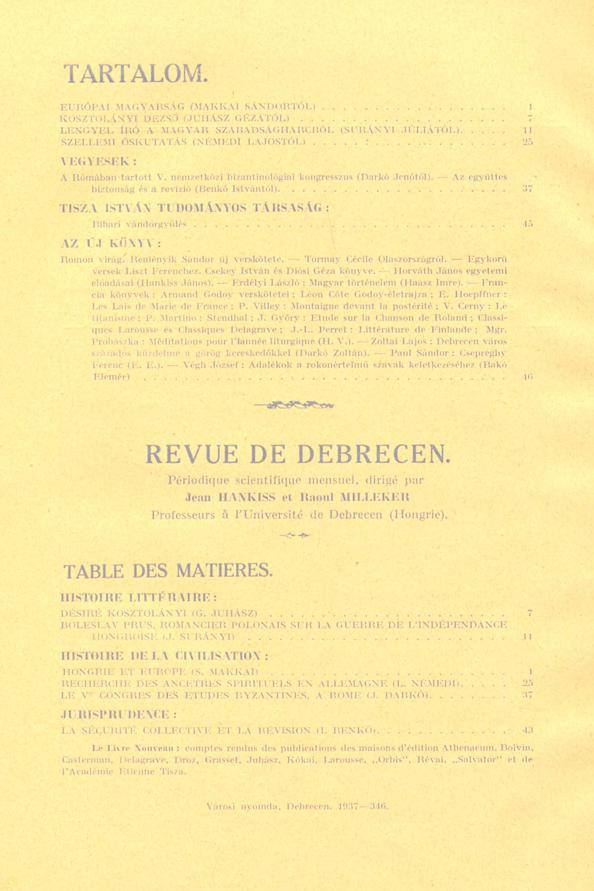 TARTALOM.
EURÓPAI MAGYARSÁG (MAKKAI SÁNDORTÓL) . . . . . . . . . . . . . . . . . . 1
KOSZTOLÁNYI DEZSŐ (JUHÁSZ GÉZÁTÓL) . . . . . . . . . . . . . . . . . . . . 7
LENGYEL ÍRÓ A MAGYAR SZABADSÁGHARCRÓL (SURÁNYI JÚLIÁTÓL). . . . . 11
SZELLEMI ŐSKUTATÁS (NÉMEDI LAJOSTÓL) . . . . . . . . . . . . . . . . . . . 25
VEGYESEK :
A Rómában tartott V. nemzetközi bizantinológiai kongresszus (Darkó Jenőtől). — Az együttes
biztonság és a revízió (Benkő Istvántól). . . . . . . . . . . . . . . . . . . . . . . 37
TISZA ISTVÁN TUDOMÁNYOS TÁRSASÁG :
Bihari vándorgyülés . . . . . . . . . . . . . . . . . . . . . . . . . . . . . . . . . 45
AZ ÚJ KÖNYV :
Romon virág. Reményik Sándor új verskötete. — Tormay Cécile Olaszországról. — Egykorú
versek Liszt Ferenchez. Csekey István és Diósi Géza könyve. — Horváth János egyetemi
előadásai (Hankiss János). — Erdélyi László : Magyar történelem (Haász Imre). — Fran-
cia könyvek : Armand Godoy verskötetei ; Léon Côte Godoy-életrajza ; E. Hoepffner :
Les Lais de Marie de France ; P. Villey : Montaigne devant la postérité ; V. Cerny : Le
titanisme ; P. Martino : Stendhal ; J. Győry : Etude sur la Chanson de Roland ; Classi-
ques Larousse és Classiques Delagrave ; J.-L. Perret : Littérature de Finlande ; Mgr.
Prohászka : Méditations pour l'année liturgique (H. V.). — Zoltai Lajos : Debrecen város
százados küzdelme a görög kereskedőkkel (Darkó Zoltán). — Paul Sándor : Csepreghy
Ferenc (E. E.). — Végh József : Adalékok a rokonértelmű szavak keletkezéséhez (Bakó
Elemér) . . . . . . . . . . . . . . . . . . . . . . . . . . . . . . . . . . . . . . . 46
REVUE DE DEBRECEN.
Périodique scientifique mensuel, dirigé par
Jean HANKISS et Raoul MILLEKER
Professeurs à l'Université de Debrecen (Hongrie).
TABLE DES MATIERES.
HISTOIRE LITTÉRAIRE :
DÉSIRÉ KOSZTOLÁNYI (G. JUHÁSZ) . . . . . . . . . . . . . . . . . . . . . . . 7
BOLESLAV PRUS, ROMANCIER POLONAIS SUR LA GUERRE DE L'INDÉPENDANCE
HONGROISE (J. SURÁNYI) . . . . . . . . . . . . . . . . . . . . . . . . . . . 11
HISTOIRE DE LA CIVILISATION :
HONGRIE ET EUROPE (S. MAKKAI) . . . . . . . . . . . . . . . . . . . . . . . 1
RECHERCHE DES ANCETRES SPIRITUELS EN ALLEMAGNE (L. NÉMEDI). . . . . . 25
LE Ve CONGRES DES ETUDES BYZANTINES, A ROME (J. DARKÓ). . . . . . . . . 37
JURISPRUDENCE :
LA SÉCURITÉ COLLECTIVE ET LA RÉVISION (I. BENKŐ). . . . . . . . . . . . . . 43
Le Livre Nouveau : comptes rendus des publications des maisons d'édition Athenaeum, Boivin,
Casterman, Delagrave, Droz, Grasset, Juhász, Kókai, Larousse, „Orbis", Révai, „Salvator" et de
l'Académie Etienne Tisza.
Városi nyomda, Debrecen. 1937—346.